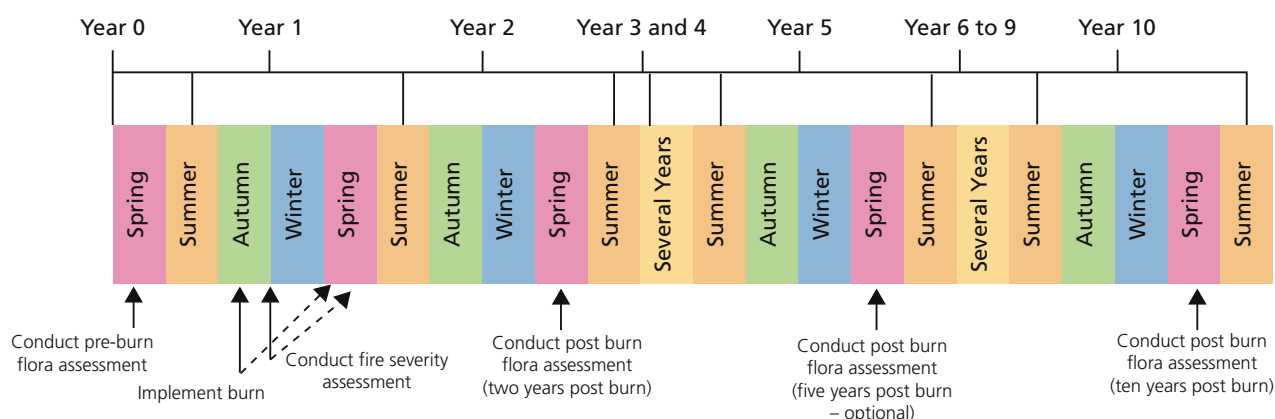 Year 0 Year 1 Year 2 Year 3 and 4 Year 5 Year 6 to 9 Year 10
Spring Summer Autumn Winter Spring Summer Autumn Winter Spring Summer Several Years Summer Autumn Winter Spring Summer Several Years Summer Autumn Winter Spring Summer
Conduct pre-burn
flora assessment
Implement burn
Conduct fire severity
assessment
Conduct post burn
flora assessment
(two years post burn)
Conduct post burn
flora assessment
(five years post burn
– optional)
Conduct post burn
flora assessment
(ten years post burn)